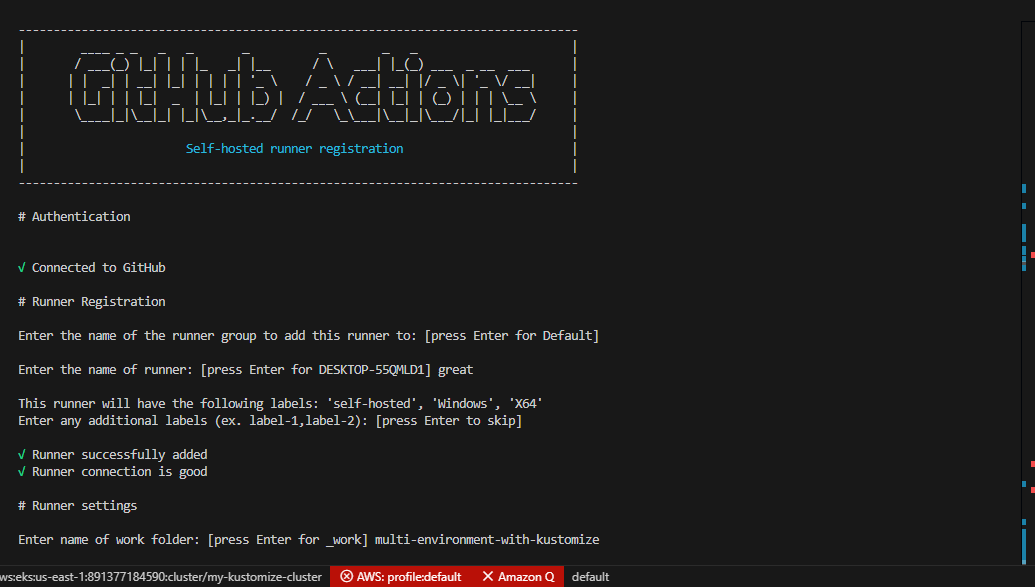 GitHub Actions
Self-hosted runner registration
# Authentication
√ Connected to GitHub
# Runner Registration
Enter the name of the runner group to add this runner to: [press Enter for Default]
Enter the name of runner: [press Enter for DESKTOP-55QMLD1] great
This runner will have the following labels: 'self-hosted', 'Windows', 'X64'
Enter any additional labels (ex. label-1,label-2): [press Enter to skip]
√ Runner successfully added
√ Runner connection is good
# Runner settings
Enter name of work folder: [press Enter for _work] multi-environment-with-kustomize
ws:eks:us-east-1:891377184590:cluster/my-kustomize-cluster AWS: profile:default Amazon Q default